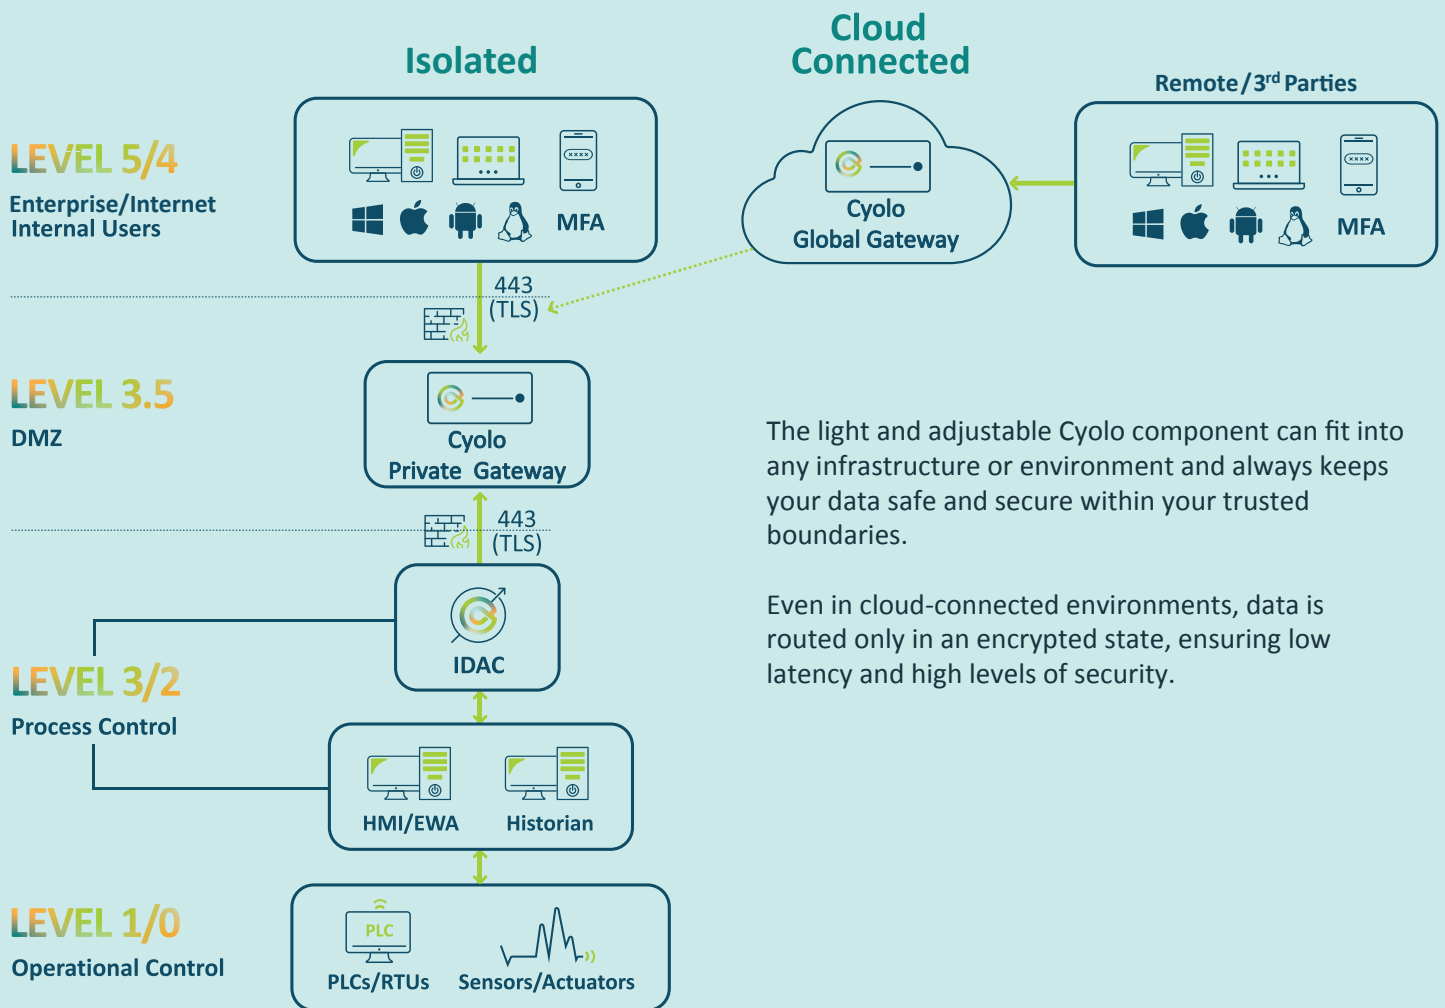 Isolated
Cloud
Connected
Remote/3rd Parties
LEVEL 5/4
Enterprise/Internet
Internal Users
MFA
xxxx
Cyolo
Global Gateway
MFA
xxxx
443
(TLS)
LEVEL 3.5
DMZ
Cyolo
Private Gateway
443
(TLS)
The light and adjustable Cyolo component can fit into
any infrastructure or environment and always keeps
your data safe and secure within your trusted
boundaries.
Even in cloud-connected environments, data is
routed only in an encrypted state, ensuring low
latency and high levels of security.
IDAC
LEVEL 3/2
Process Control
HMI/EWA
Historian
LEVEL 1/0
Operational Control
PLC
PLCs/RTUs
Sensors/Actuators